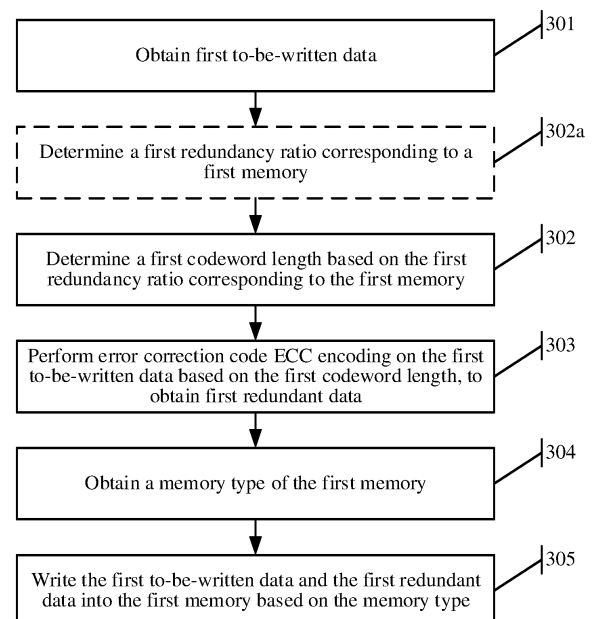 301
Obtain first to-be-written data
302a
Determine a first redundancy ratio corresponding to a
first memory
302
Determine a first codeword length based on the first
redundancy ratio corresponding to the first memory
303
Perform error correction code ECC encoding on the first
to-be-written data based on the first codeword length, to
obtain first redundant data
304
Obtain a memory type of the first memory
305
Write the first to-be-written data and the first redundant
data into the first memory based on the memory type